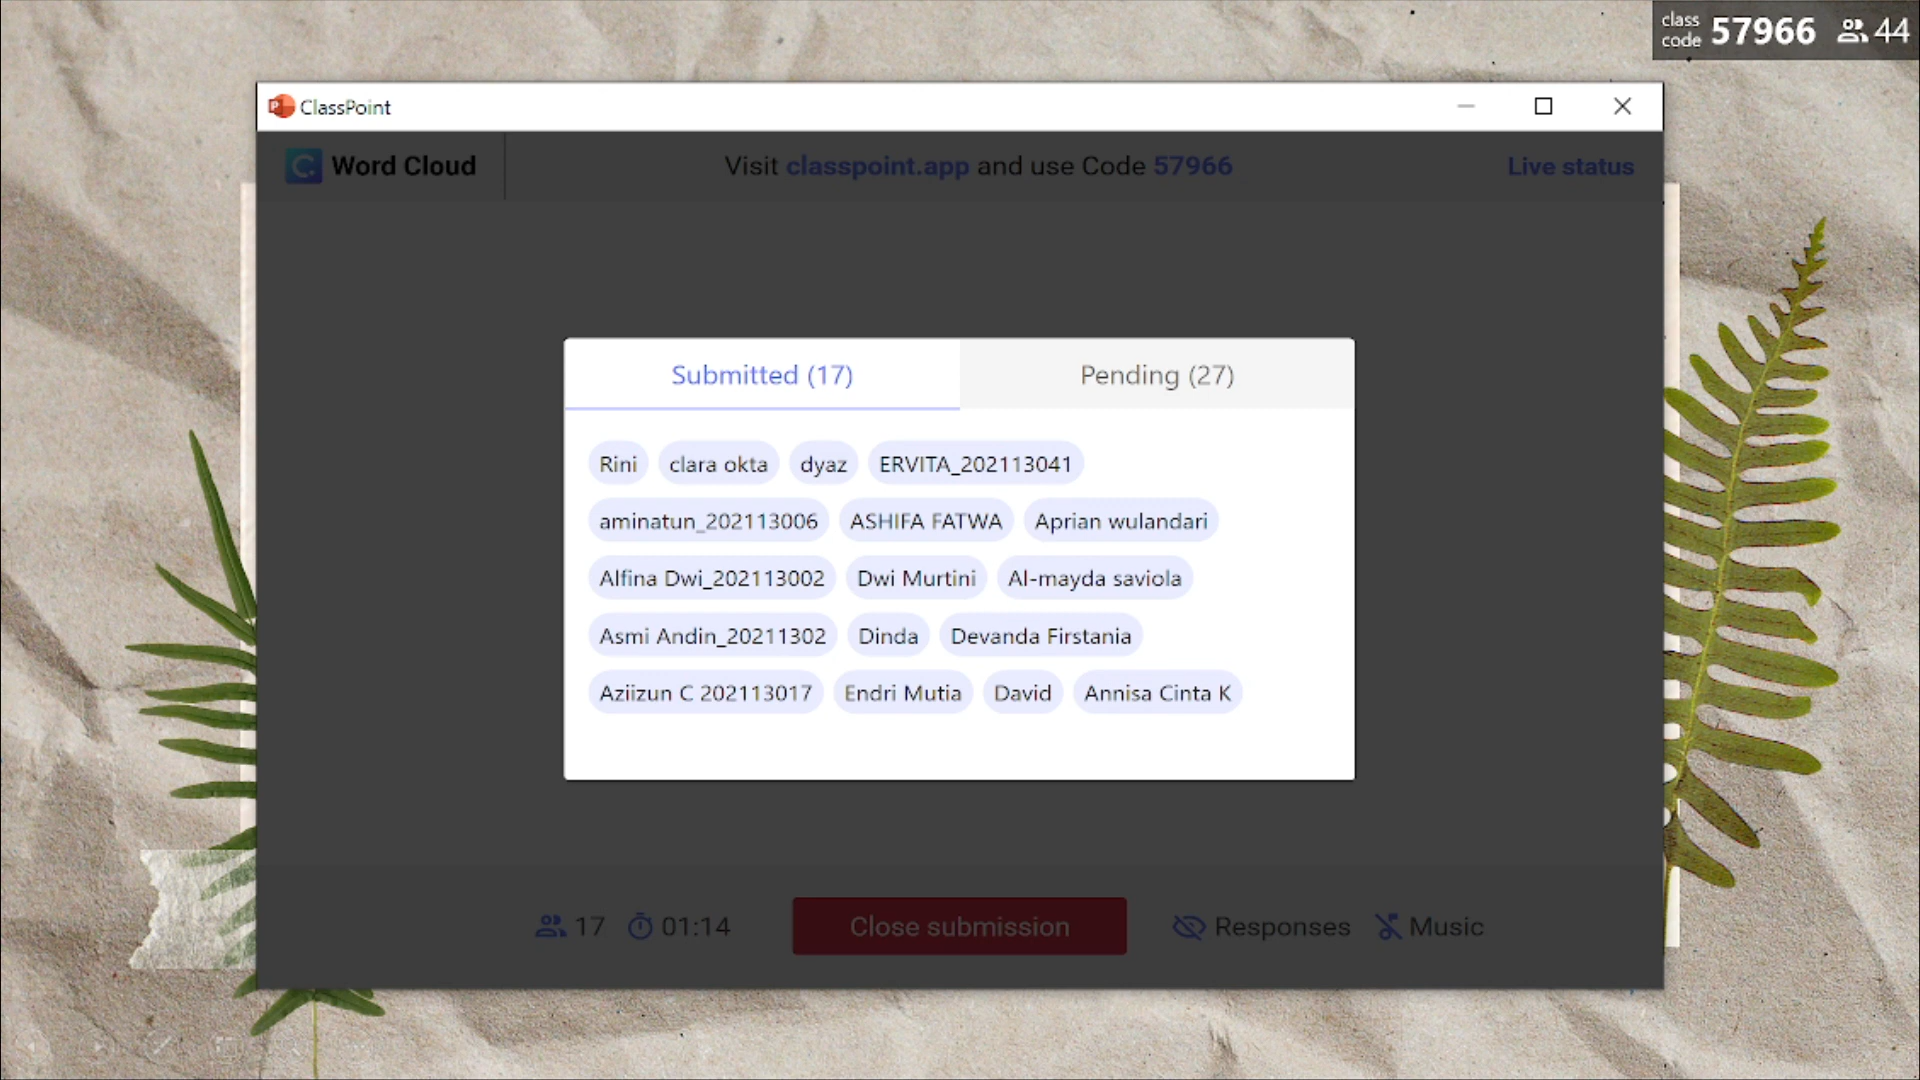 class code 57966 44
ClassPoint
Word Cloud Visit classpoint.app and use Code 57966 Live status
Submitted (17) Pending (27)
Rini clara okta dyaz ERVITA_202113041
aminatun_202113006 ASHIFA FATWA Aprian wulandari
Alfina Dwi_202113002 Dwi Murtini Al-mayda saviola
Asmi Andin_20211302 Dinda Devanda Firstania
Aziizun C 202113017 Endri Mutia David Annisa Cinta K
17 01:14 Close submission Responses Music